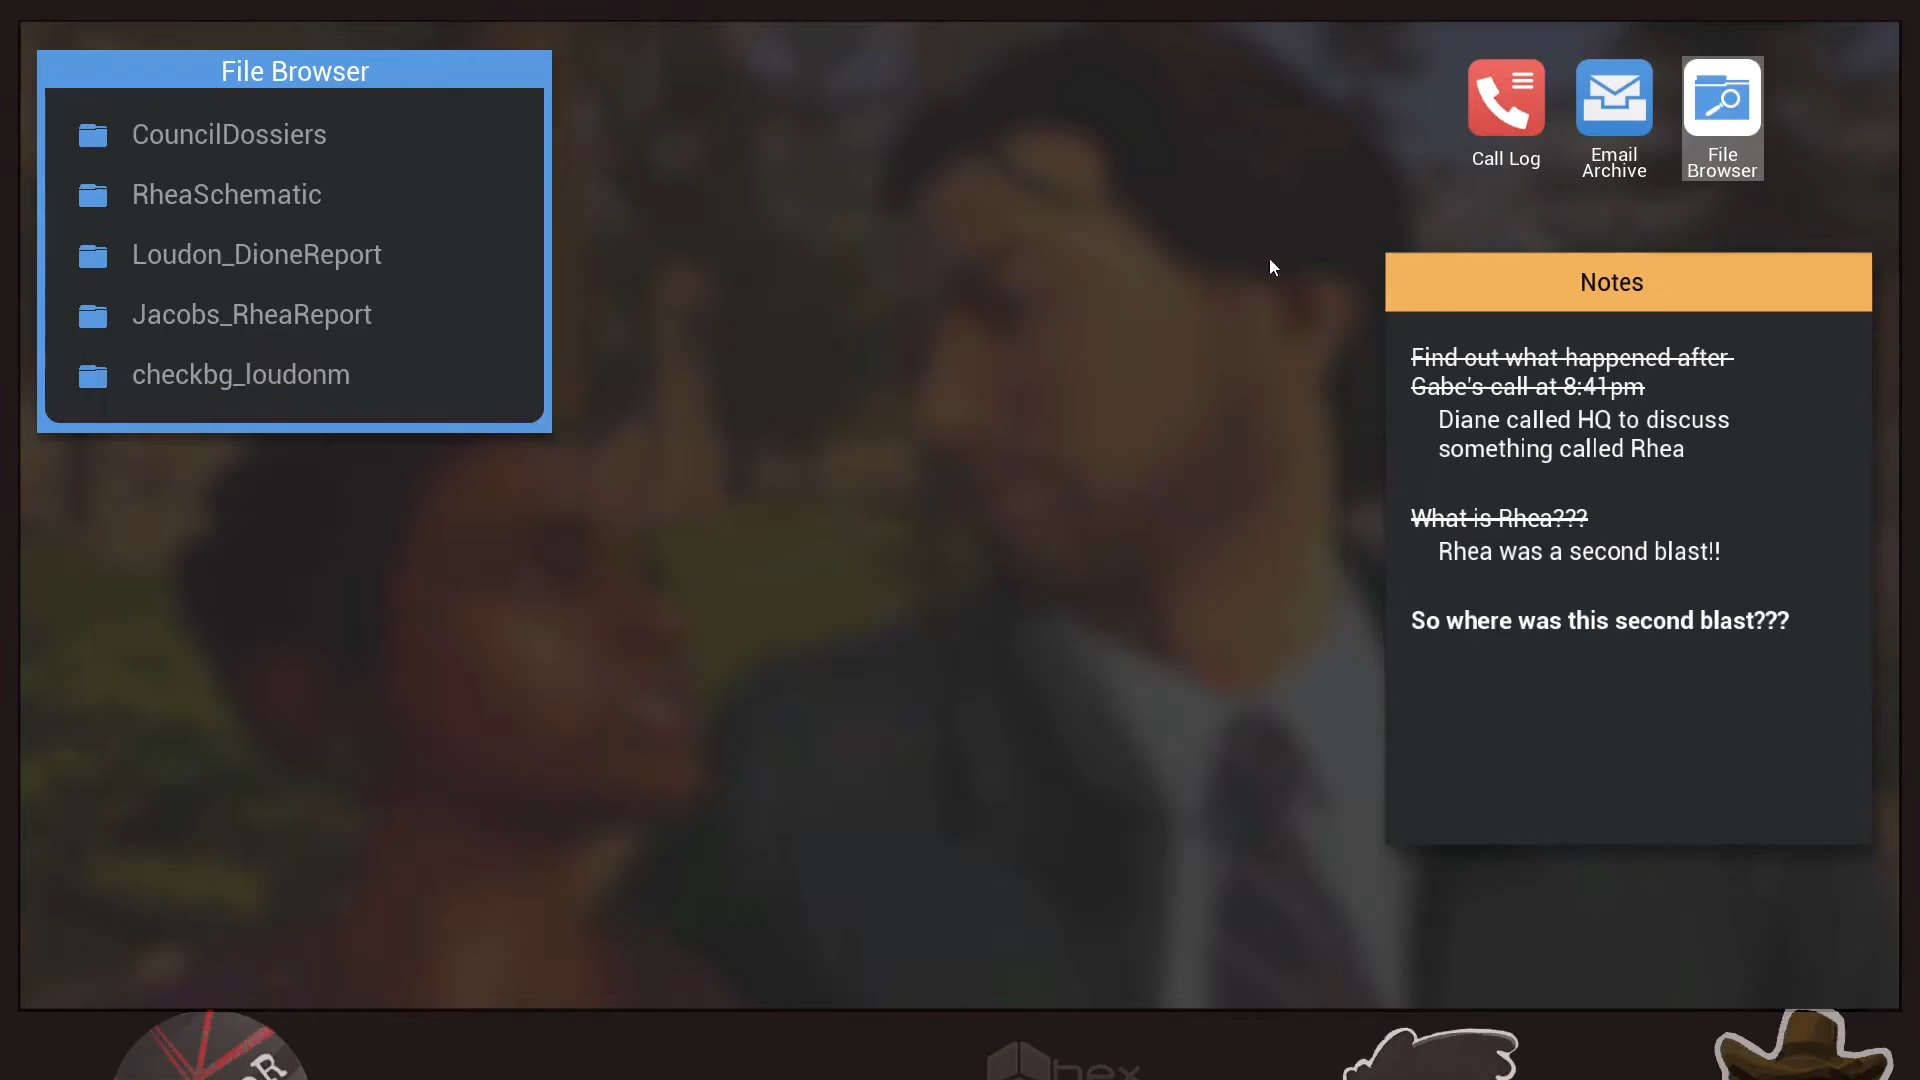 File Browser
CouncilDossiers
RheaSchematic
Loudon_DioneReport
Jacobs_RheaReport
checkbg_loudonm
Call Log
Email
Archive
File
Browser
Notes
Find out what happened after
Gabe's call at 8:41pm
Diane called HQ to discuss
something called Rhea
What is Rhea???
Rhea was a second blast!!
So where was this second blast???
OR
hex